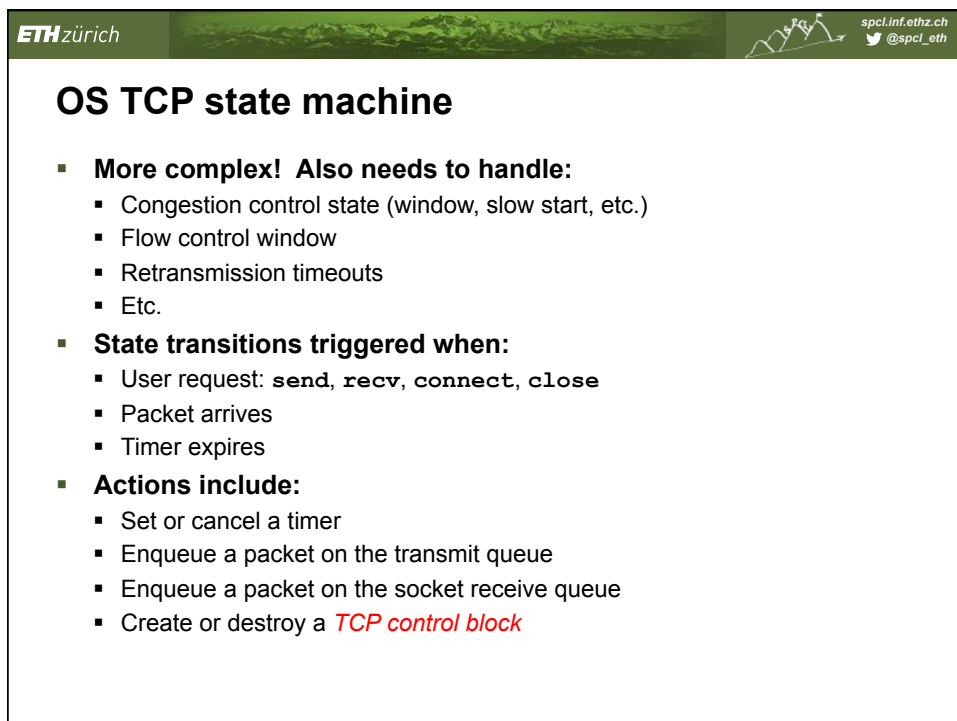 ETH zürich
spcl.inf.ethz.ch
@spcl_eth
OS TCP state machine
▪ More complex! Also needs to handle:
▪ Congestion control state (window, slow start, etc.)
▪ Flow control window
▪ Retransmission timeouts
▪ Etc.
▪ State transitions triggered when:
▪ User request: send, recv, connect, close
▪ Packet arrives
▪ Timer expires
▪ Actions include:
▪ Set or cancel a timer
▪ Enqueue a packet on the transmit queue
▪ Enqueue a packet on the socket receive queue
▪ Create or destroy a TCP control block